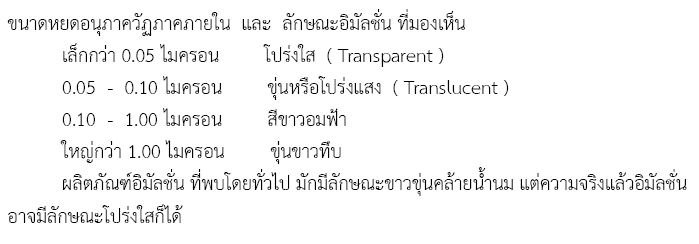 ขนาดหยดอนุภาควัฏภาคภายใน และ ลักษณะอิมัลชั่น ที่มองเห็น
เล็กกว่า 0.05 ไมครอน โปร่งใส ( Transparent )
0.05 - 0.10 ไมครอน ขุ่นหรือโปร่งแสง ( Translucent )
0.10 - 1.00 ไมครอน สีขาวอมฟ้า
ใหญ่กว่า 1.00 ไมครอน ขุ่นขาวทึบ
ผลิตภัณฑ์อิมัลชั่น ที่พบโดยทั่วไป มักมีลักษณะขาวขุ่นคล้ายน้ำนม แต่ความจริงแล้วอิมัลชั่น
อาจมีลักษณะโปร่งใสก็ได้